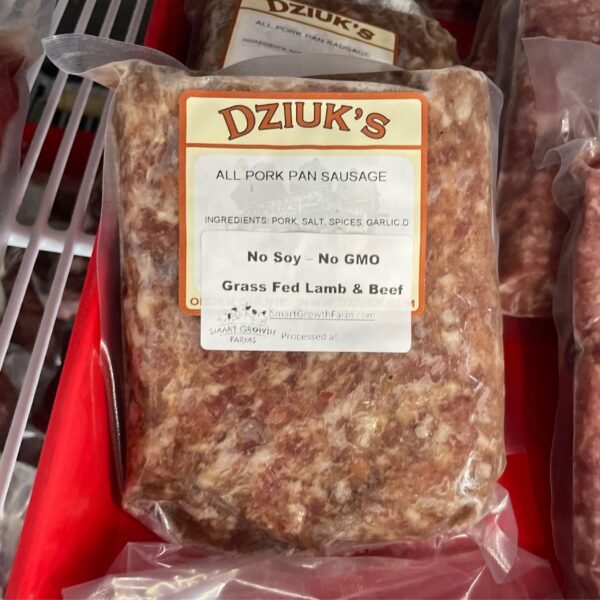 DZIUK'S
ALL PORK PAN SAUSAGE
DZIUK'S
ALL PORK PAN SAUSAGE
INGREDIENTS: PORK, SALT, SPICES, GARLIC.D
No Soy – No GMO
Grass Fed Lamb & Beef
SmartGrowthFarm.com
SMART GROWTH
FARMS
Processed at